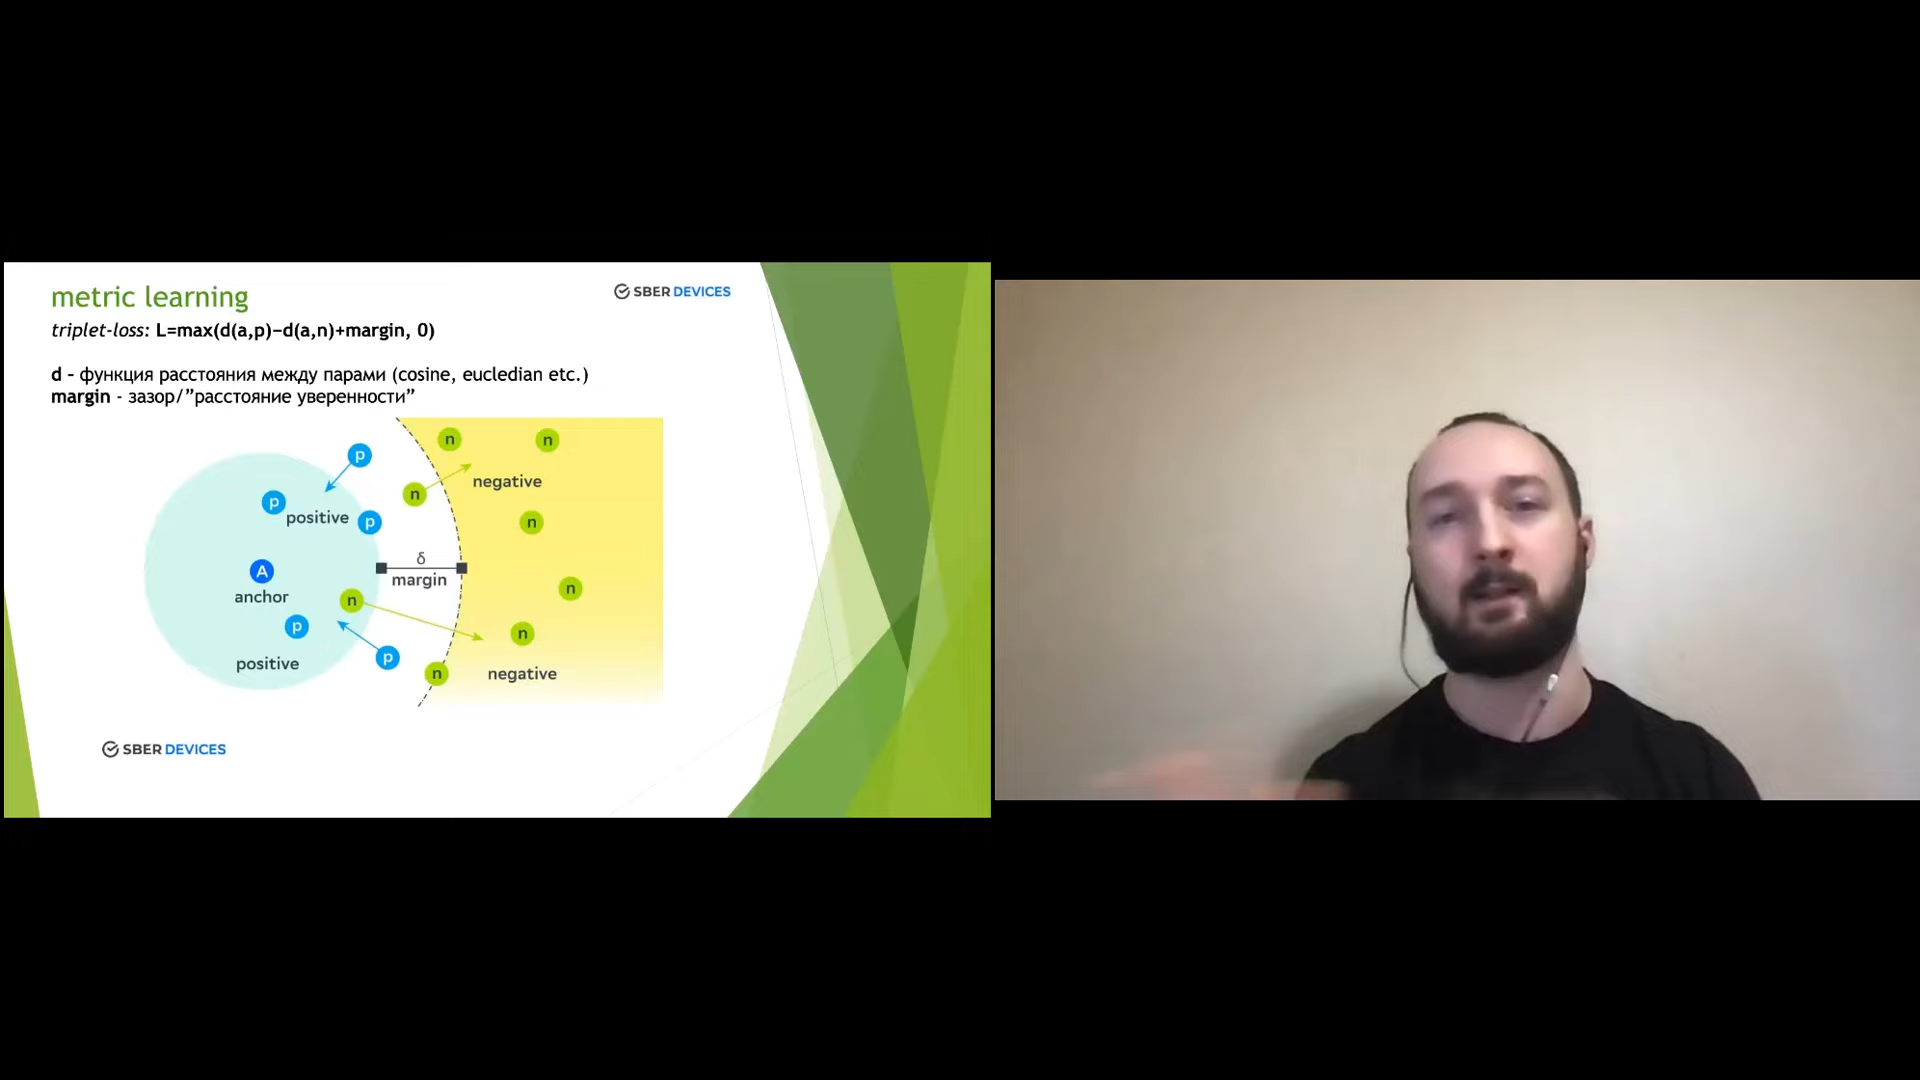 metric learning
SBER DEVICES
triplet-loss: L=max(d(a,p)−d(a,n)+margin, 0)
d – функция расстояния между парами (cosine, eucledian etc.)
margin - зазор/”расстояние уверенности”
n
n
p
negative
n
p
positive
p
n
δ
margin
A
anchor
n
n
p
n
p
positive
n
negative
SBER DEVICES